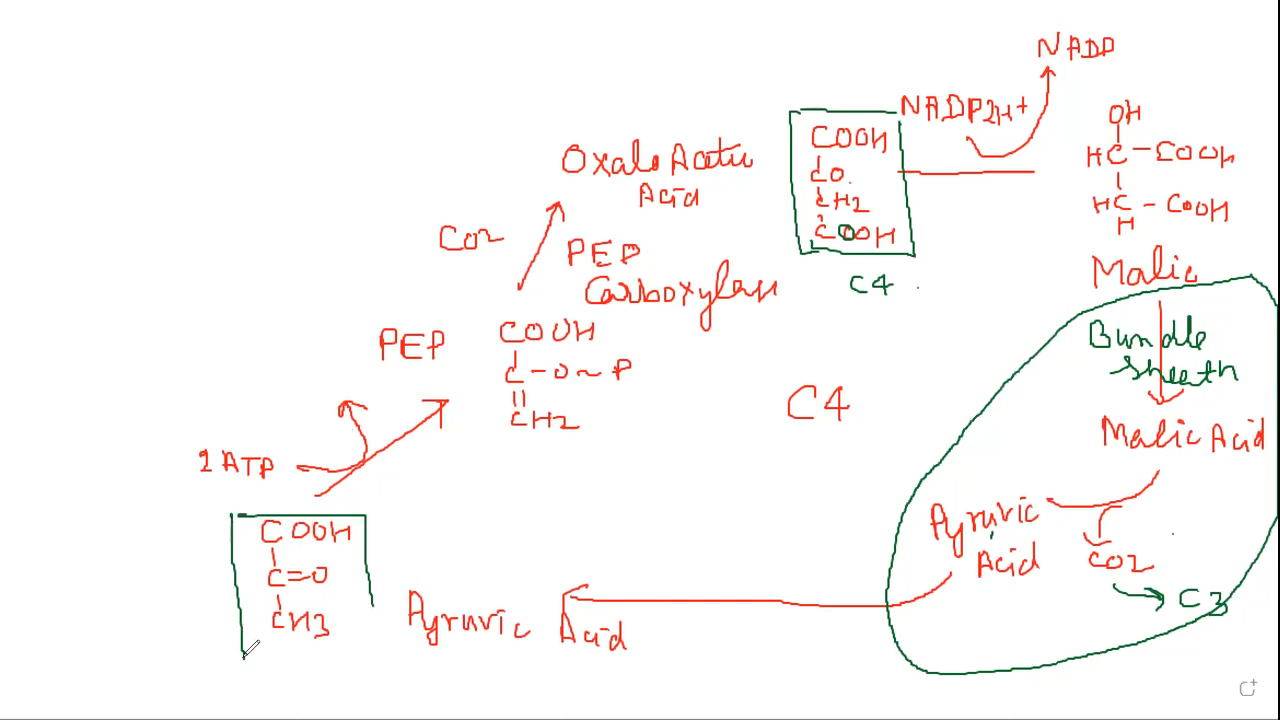 NADP
NADP2H+
OH
HC-COOH
HC-COOH
H
Malic
COOH
CO
CH2
COOH
C4
Oxalo Acetic
Acid
CO2
PEP
Carboxylase
PEP
COOH
C-O~P
CH2
1 ATP
COOH
C=O
CH3
Pyruvic Acid
C4
Bundle
Sheath
Malic Acid
Pyruvic
Acid
CO2
C3